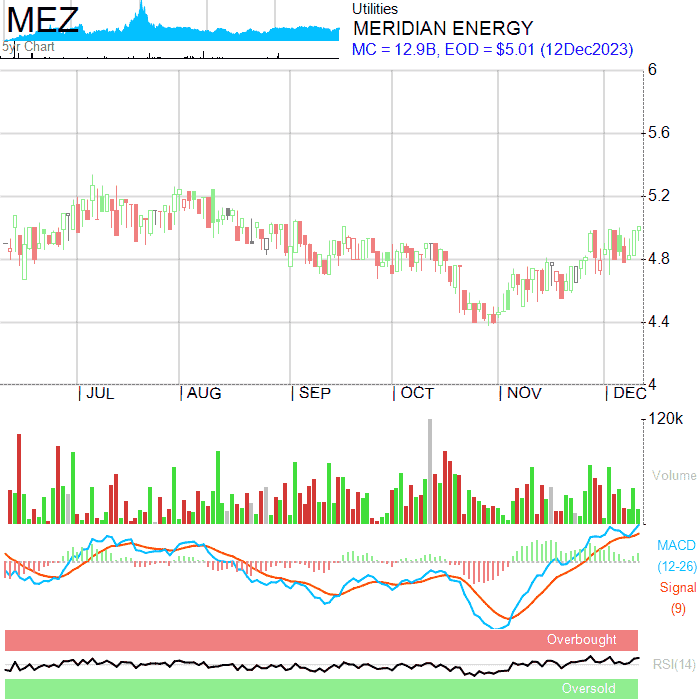 MEZ
5yr Chart
Utilities
MERIDIAN ENERGY
MC = 12.9B, EOD = $5.01 (12Dec2023)
6
5.6
5.2
4.8
4.4
4
JUL AUG SEP OCT NOV DEC
120k
Volume
MACD
(12-26)
Signal
(9)
Overbought
RSI(14)
Oversold